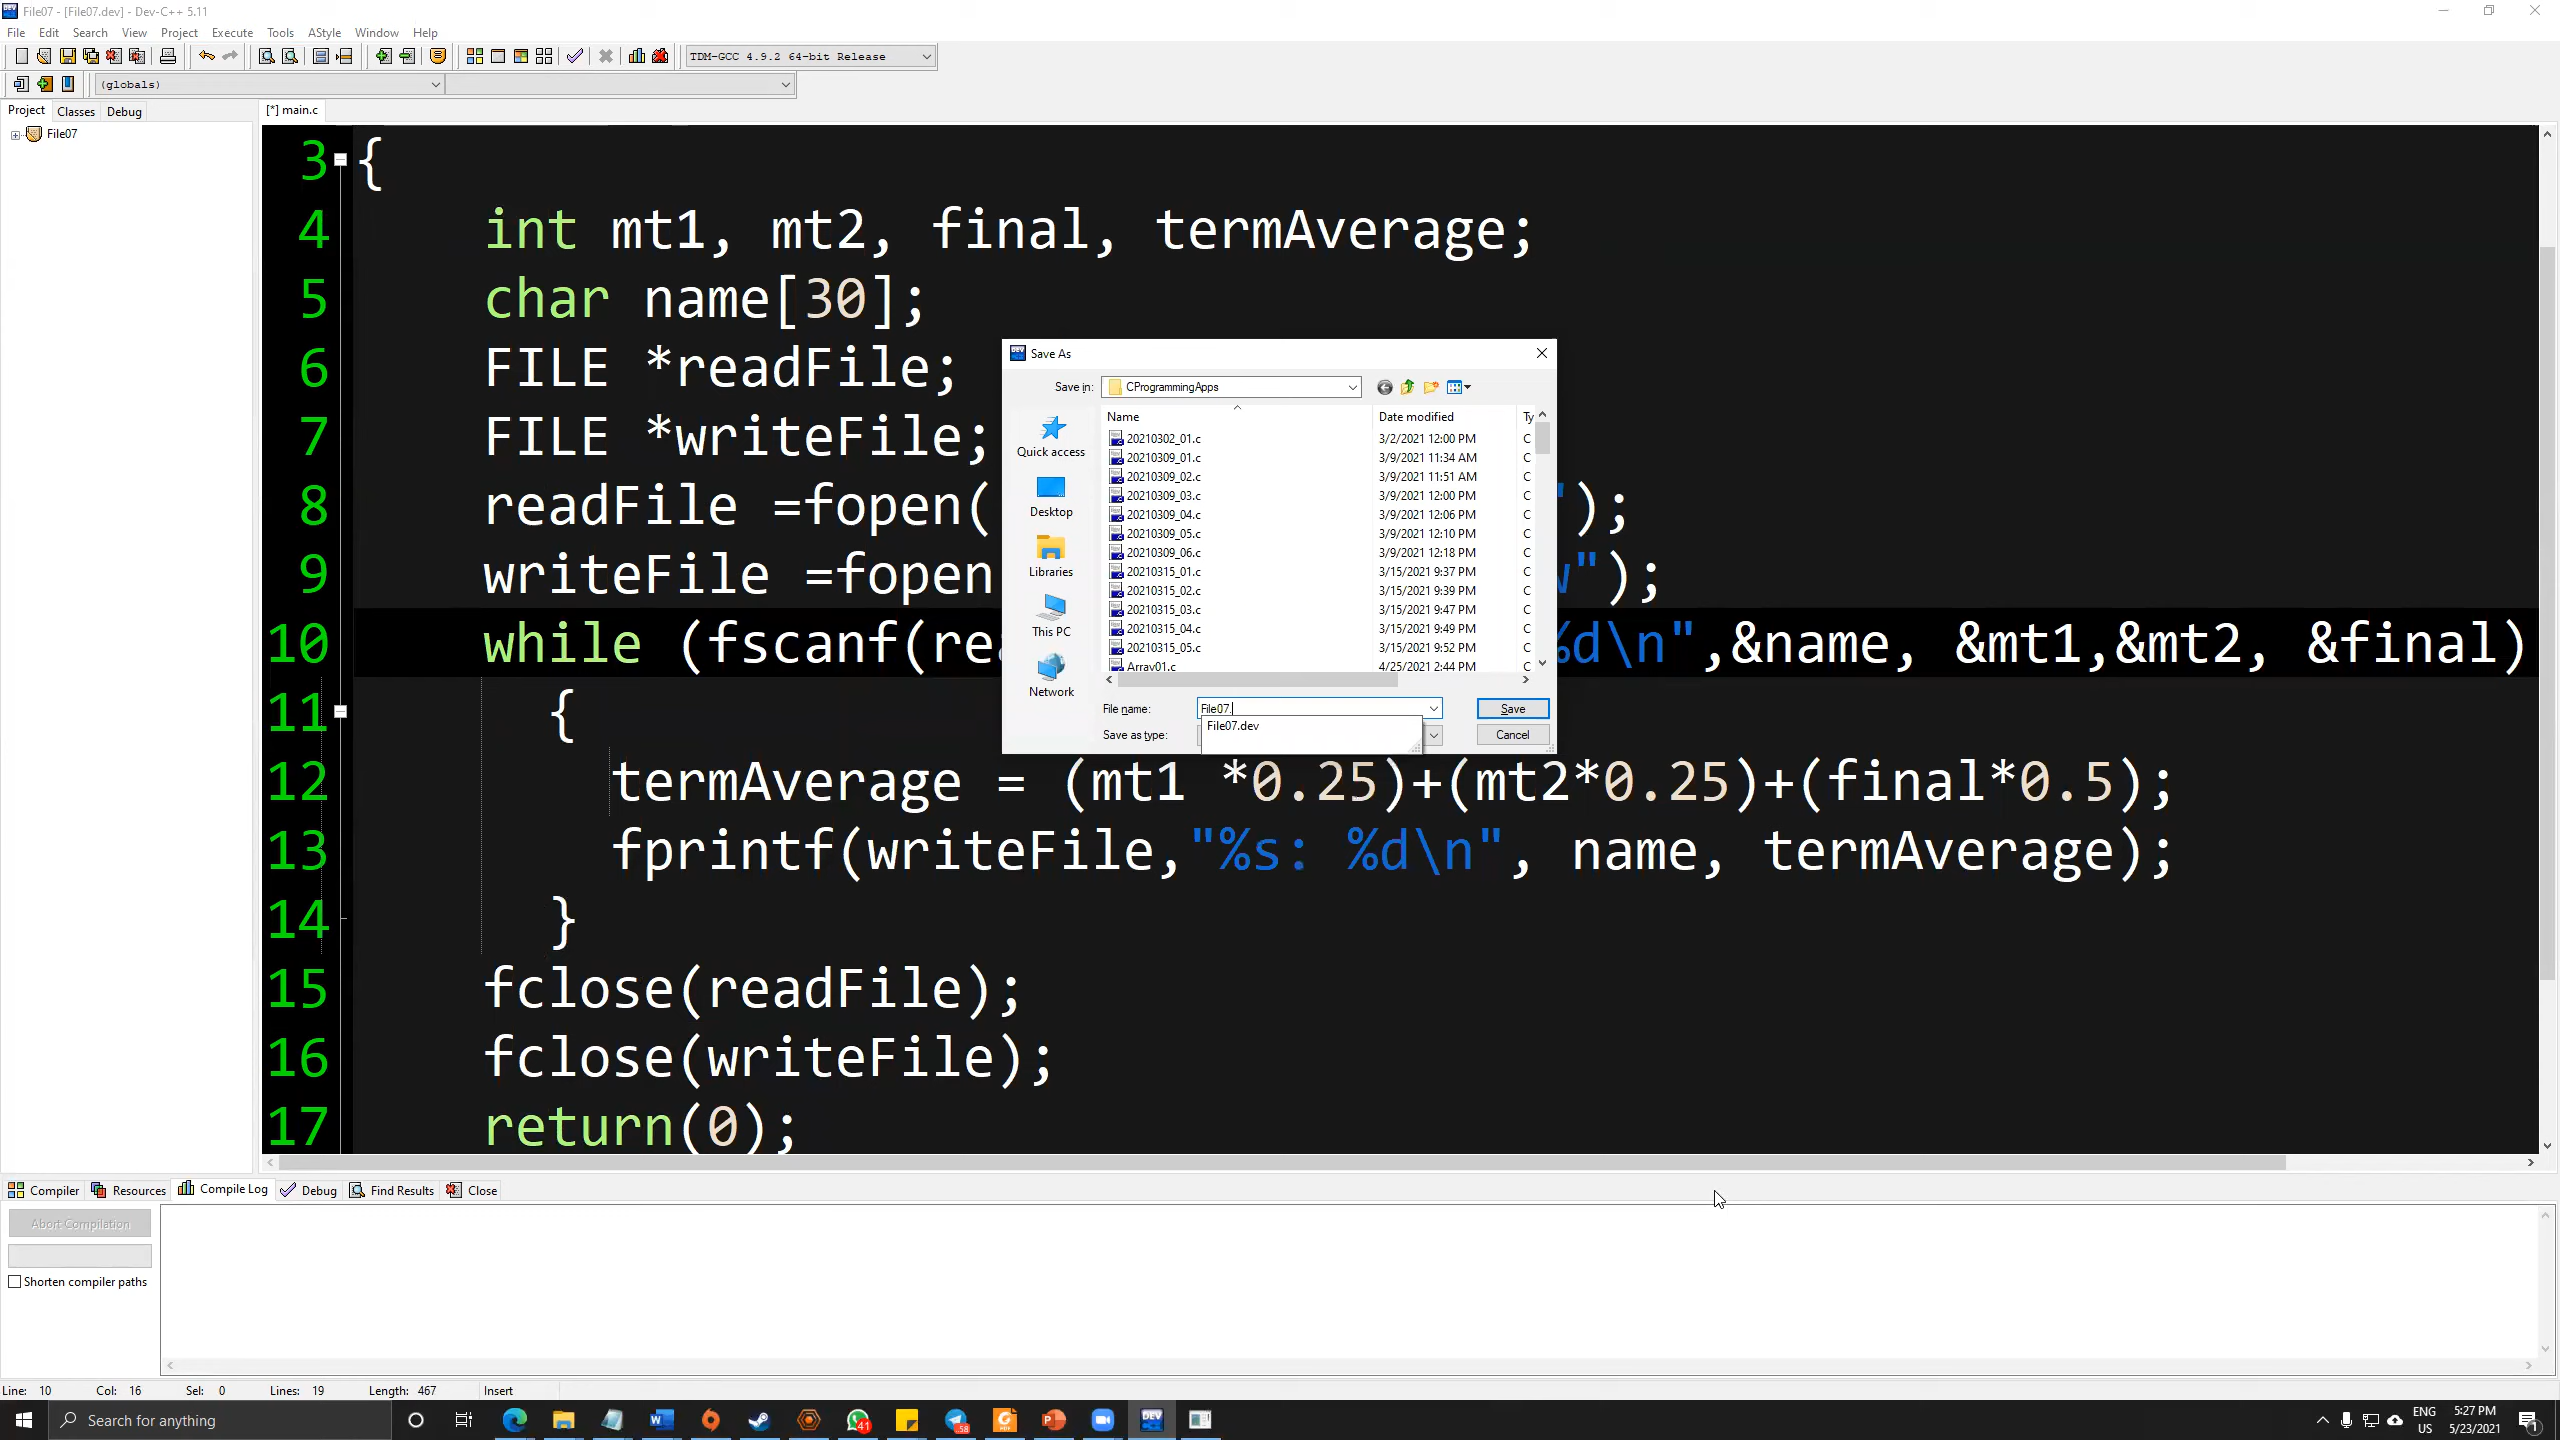 File07 - [File07.dev] - Dev-C++ 5.11
File Edit Search View Project Execute Tools AStyle Window Help
TDM-GCC 4.9.2 64-bit Release
(globals)
Project Classes Debug
[*] main.c
File07
3 {
4 int mt1, mt2, final, termAverage;
5 char name[30];
6 FILE *readFile;
7 FILE *writeFile;
8 readFile =fopen( ");
9 writeFile =fopen w");
10 while (fscanf(rea %d\n",&name, &mt1,&mt2, &final)
11 {
12 termAverage = (mt1 *0.25)+(mt2*0.25)+(final*0.5);
13 fprintf(writeFile,"%s: %d\n", name, termAverage);
14 }
15 fclose(readFile);
16 fclose(writeFile);
17 return(0);
Save As
Save in: CProgrammingApps
Quick access
Desktop
Libraries
This PC
Network
Name Date modified Ty
20210302_01.c 3/2/2021 12:00 PM C
20210309_01.c 3/9/2021 11:34 AM C
20210309_02.c 3/9/2021 11:51 AM C
20210309_03.c 3/9/2021 12:00 PM C
20210309_04.c 3/9/2021 12:06 PM C
20210309_05.c 3/9/2021 12:10 PM C
20210309_06.c 3/9/2021 12:18 PM C
20210315_01.c 3/15/2021 9:37 PM C
20210315_02.c 3/15/2021 9:39 PM C
20210315_03.c 3/15/2021 9:47 PM C
20210315_04.c 3/15/2021 9:49 PM C
20210315_05.c 3/15/2021 9:52 PM C
Array01.c 4/25/2021 2:44 PM C
File name: File07. Save
File07.dev
Save as type: Cancel
Compiler Resources Compile Log Debug Find Results Close
Abort Compilation
Shorten compiler paths
Line: 10 Col: 16 Sel: 0 Lines: 19 Length: 467 Insert
Search for anything
W
41
58
P
DEV
ENG
US
5:27 PM
5/23/2021
1